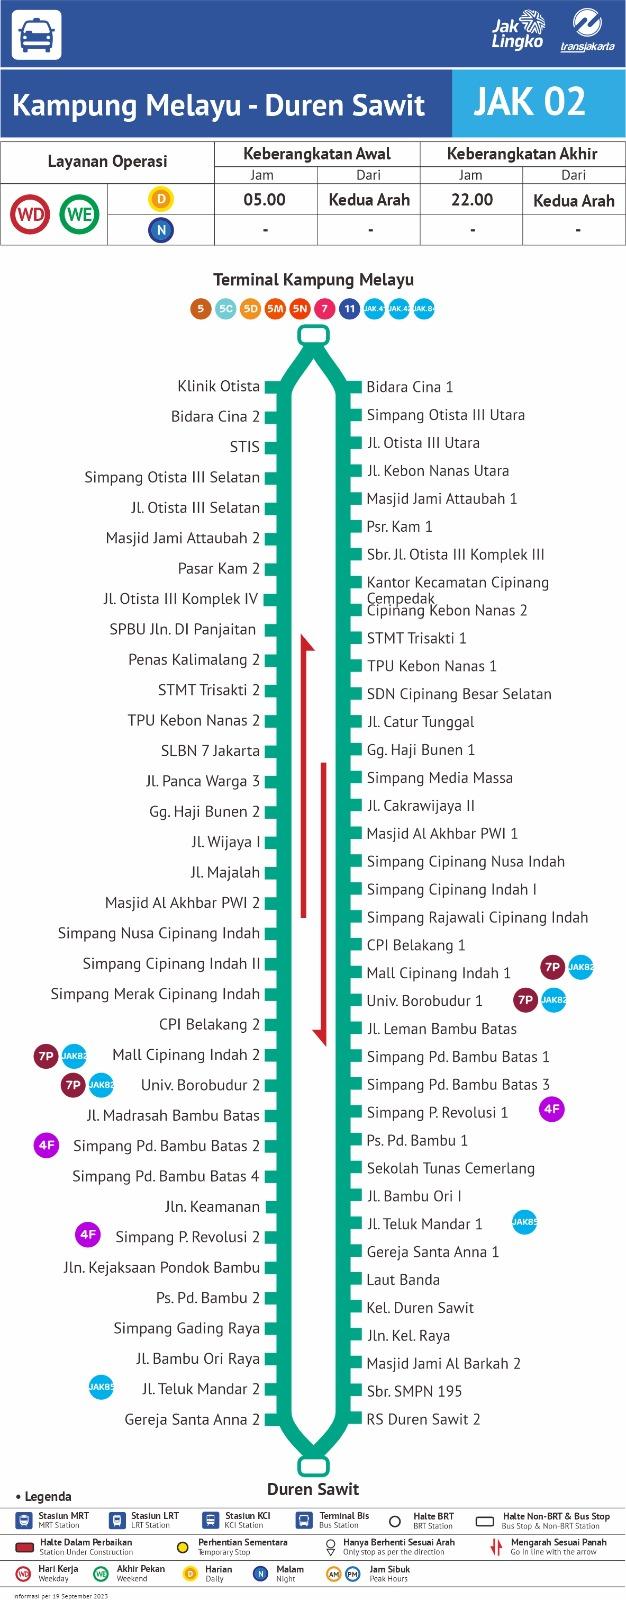 Jak
Lingko
transjakarta
Kampung Melayu - Duren Sawit
JAK 02
Layanan Operasi
Keberangkatan Awal
Keberangkatan Akhir
Jam
Dari
Jam
Dari
WD
WE
D
05.00
Kedua Arah
22.00
Kedua Arah
N
-
-
-
-
Terminal Kampung Melayu
5
5C
5D
5M
5N
7
11
JAK.41
JAK.42
JAK.84
Klinik Otista
Bidara Cina 2
STIS
Simpang Otista III Selatan
Jl. Otista III Selatan
Masjid Jami Attaubah 2
Pasar Kam 2
Jl. Otista III Komplek IV
SPBU Jln. DI Panjaitan
Penas Kalimalang 2
STMT Trisakti 2
TPU Kebon Nanas 2
SLBN 7 Jakarta
Jl. Panca Warga 3
Gg. Haji Bunen 2
Jl. Wijaya I
Jl. Majalah
Masjid Al Akhbar PWI 2
Simpang Nusa Cipinang Indah
Simpang Cipinang Indah II
Simpang Merak Cipinang Indah
CPI Belakang 2
7P JAK82 Mall Cipinang Indah 2
7P JAK82 Univ. Borobudur 2
Jl. Madrasah Bambu Batas
4F Simpang Pd. Bambu Batas 2
Simpang Pd. Bambu Batas 4
Jln. Keamanan
4F Simpang P. Revolusi 2
Jln. Kejaksaan Pondok Bambu
Ps. Pd. Bambu 2
Simpang Gading Raya
Jl. Bambu Ori Raya
JAK85 Jl. Teluk Mandar 2
Gereja Santa Anna 2
Bidara Cina 1
Simpang Otista III Utara
Jl. Otista III Utara
Jl. Kebon Nanas Utara
Masjid Jami Attaubah 1
Psr. Kam 1
Sbr. Jl. Otista III Komplek III
Kantor Kecamatan Cipinang
Cempedak
Cipinang Kebon Nanas 2
STMT Trisakti 1
TPU Kebon Nanas 1
SDN Cipinang Besar Selatan
Jl. Catur Tunggal
Gg. Haji Bunen 1
Simpang Media Massa
Jl. Cakrawijaya II
Masjid Al Akhbar PWI 1
Simpang Cipinang Nusa Indah
Simpang Cipinang Indah I
Simpang Rajawali Cipinang Indah
CPI Belakang 1
Mall Cipinang Indah 1 7P JAK82
Univ. Borobudur 1 7P JAK82
Jl. Leman Bambu Batas
Simpang Pd. Bambu Batas 1
Simpang Pd. Bambu Batas 3
Simpang P. Revolusi 1 4F
Ps. Pd. Bambu 1
Sekolah Tunas Cemerlang
Jl. Bambu Ori I
Jl. Teluk Mandar 1 JAK85
Gereja Santa Anna 1
Laut Banda
Kel. Duren Sawit
Jln. Kel. Raya
Masjid Jami Al Barkah 2
Sbr. SMPN 195
RS Duren Sawit 2
Duren Sawit
• Legenda
Stasiun MRT
MRT Station
Stasiun LRT
LRT Station
Stasiun KCI
KCI Station
Terminal Bis
Bus Station
Halte BRT
BRT Station
Halte Non-BRT & Bus Stop
Bus Stop & Non-BRT Station
Halte Dalam Perbaikan
Station Under Construction
Perhentian Sementara
Temporary Stop
Hanya Berhenti Sesuai Arah
Only stop as per the direction
Mengarah Sesuai Panah
Go in line with the arrow
WD
Hari Kerja
Weekday
WE
Akhir Pekan
Weekend
D
Harian
Daily
N
Malam
Night
AM PM
Jam Sibuk
Peak Hours
Informasi per 19 September 2023